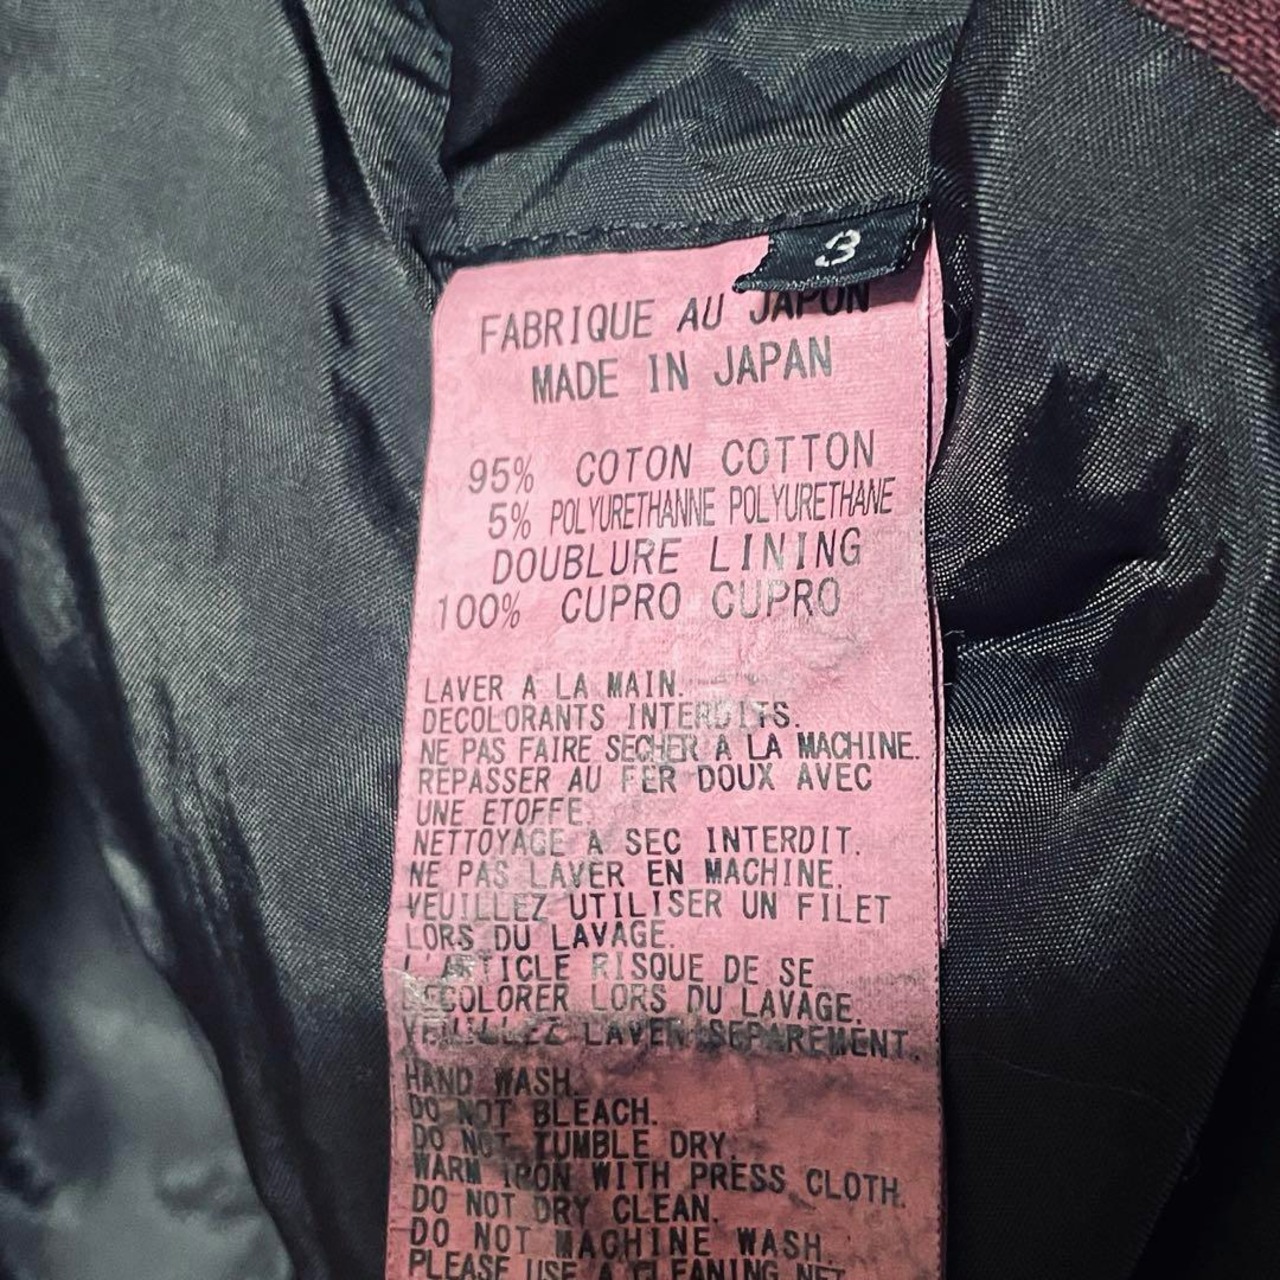 3
FABRIQUE AU JAPON
MADE IN JAPAN
95% COTON COTTON
5% POLYURETHANNE POLYURETHANE
DOUBLURE LINING
100% CUPRO CUPRO
LAVER A LA MAIN.
DECOLORANTS INTERDITS.
NE PAS FAIRE SECHER A LA MACHINE.
REPASSER AU FER DOUX AVEC
UNE ETOFFE.
NETTOYAGE A SEC INTERDIT.
NE PAS LAVER EN MACHINE.
VEUILLEZ UTILISER UN FILET
LORS DU LAVAGE.
L'ARTICLE RISQUE DE SE
DECOLORER LORS DU LAVAGE.
VEUILLEZ LAVER SEPAREMENT.
HAND WASH.
DO NOT BLEACH.
DO NOT TUMBLE DRY.
WARM IRON WITH PRESS CLOTH.
DO NOT DRY CLEAN.
DO NOT MACHINE WASH.
PLEASE USE A CLEANING NET